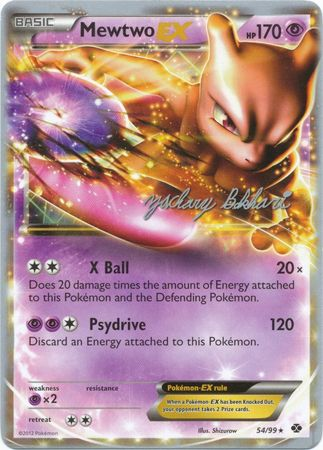 BASIC
Mewtwo EX HP170
Zachary Bokhari
X Ball 20×
Does 20 damage times the amount of Energy attached
to this Pokémon and the Defending Pokémon.
Psydrive 120
Discard an Energy attached to this Pokémon.
weakness resistance
×2
retreat
Pokémon-EX rule
When a Pokémon-EX has been Knocked Out,
your opponent takes 2 Prize cards.
©2012 Pokémon
Illus. Shizurow
54/99 ★